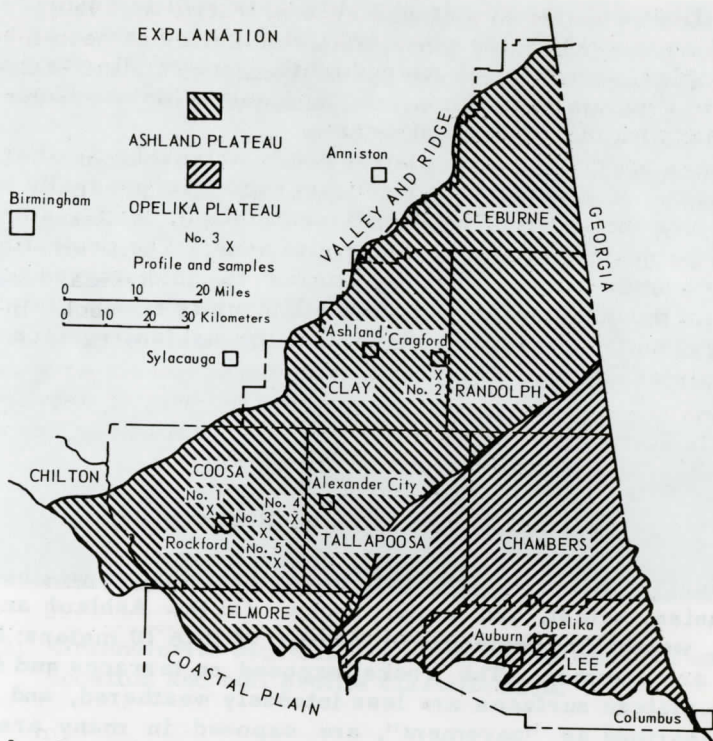 EXPLANATION
ASHLAND PLATEAU
OPELIKA PLATEAU
No. 3 X
Profile and samples
0 10 20 Miles
0 10 20 30 Kilometers
Birmingham
Anniston
VALLEY AND RIDGE
CLEBURNE
GEORGIA
Sylacauga
Ashland
Cragford
X
CLAY
No. 2
RANDOLPH
CHILTON
COOSA
No. 1
X
No. 4
X
Alexander City
No. 3
X
Rockford
No. 5
X
TALLAPOOSA
CHAMBERS
ELMORE
Auburn
Opelika
LEE
COASTAL PLAIN
Columbus